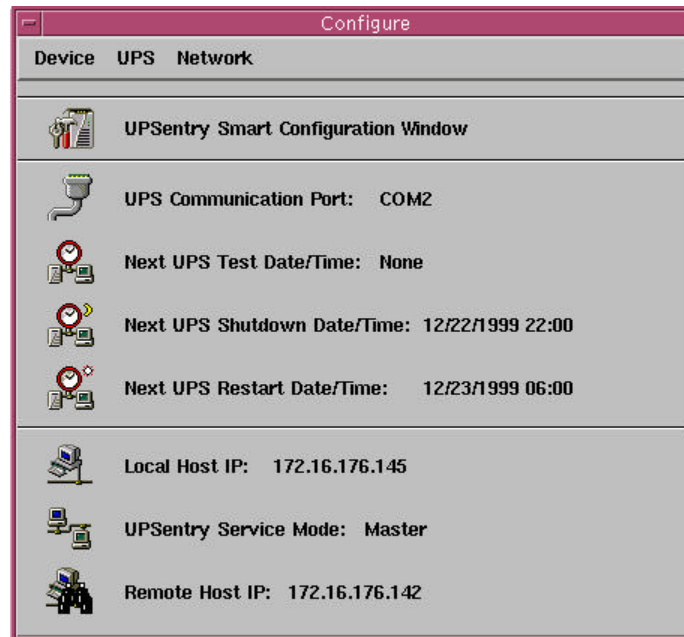 Configure
Device UPS Network
UPSentry Smart Configuration Window
UPS Communication Port: COM2
Next UPS Test Date/Time: None
Next UPS Shutdown Date/Time: 12/22/1999 22:00
Next UPS Restart Date/Time: 12/23/1999 06:00
Local Host IP: 172.16.176.145
UPSentry Service Mode: Master
Remote Host IP: 172.16.176.142